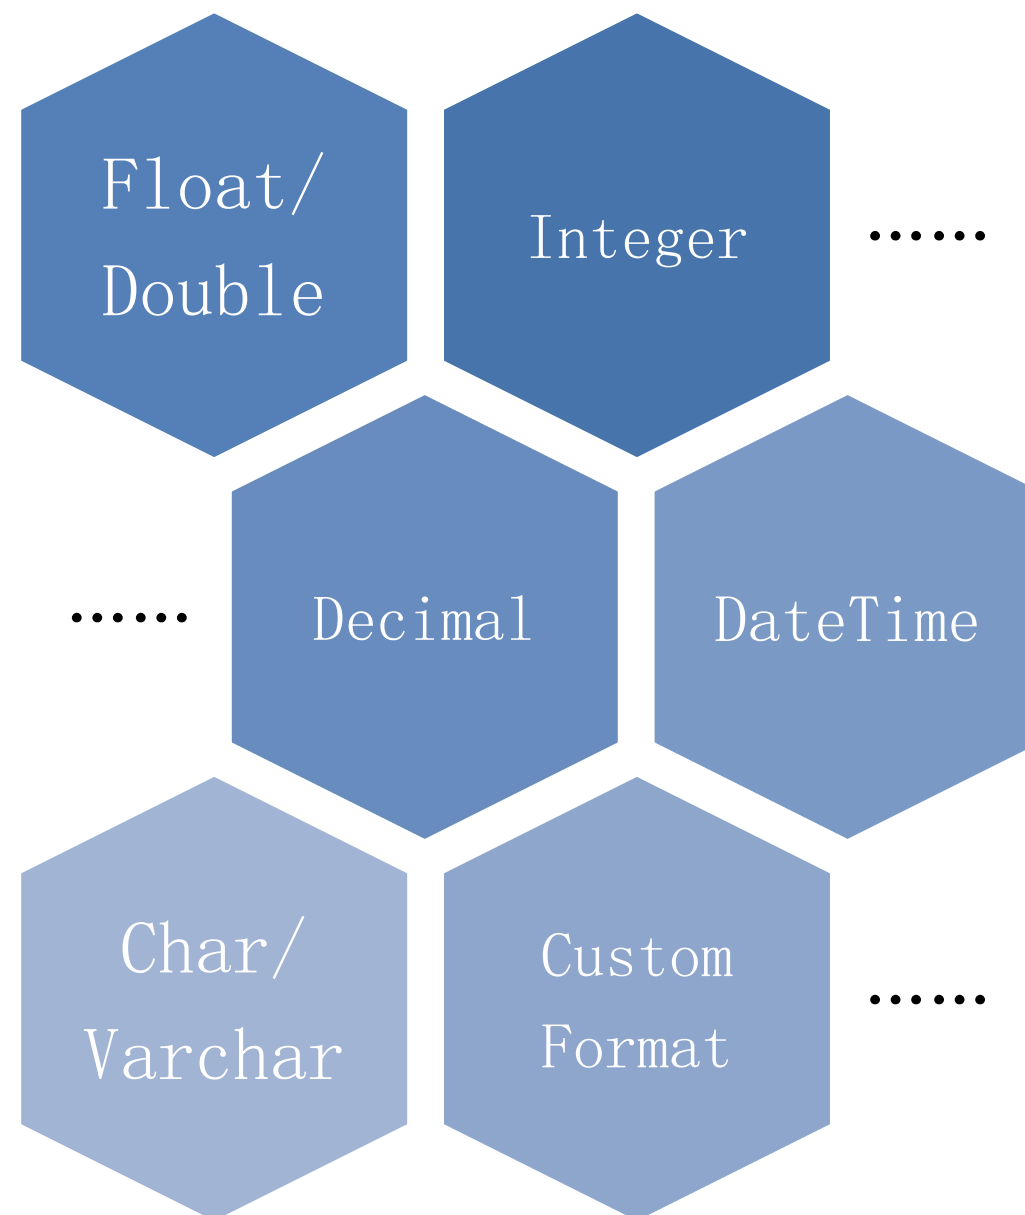 Float/
Double
Integer
……
……
Decimal
DateTime
Char/
Varchar
Custom
Format
……